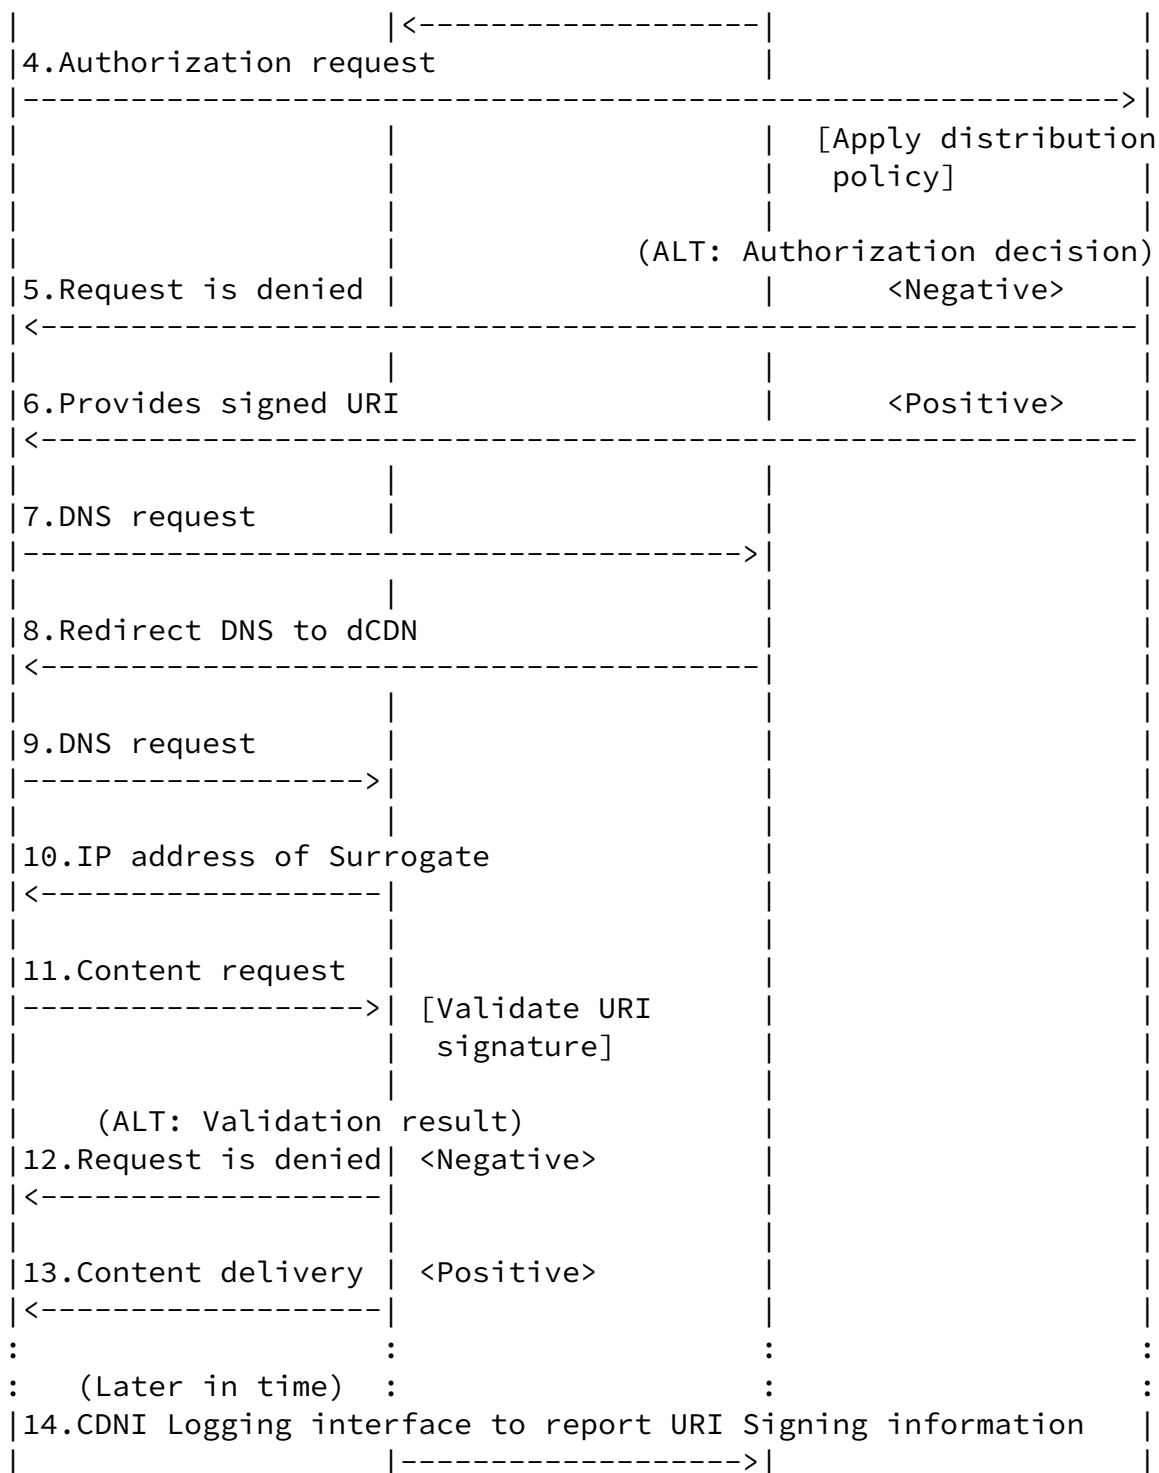 |                    |<-------------------|                    |
|4.Authorization request                  |                    |
|------------------------------------------------------------->|
|                    |                    |  [Apply distribution
|                    |                    |   policy]          |
|                    |                    |                    |
|                    |             (ALT: Authorization decision)
|5.Request is denied |                    |      <Negative>    |
|<-------------------------------------------------------------|
|                    |                    |                    |
|6.Provides signed URI                    |      <Positive>    |
|<-------------------------------------------------------------|
|                    |                    |                    |
|7.DNS request       |                    |                    |
|---------------------------------------->|                    |
|                    |                    |                    |
|8.Redirect DNS to dCDN                   |                    |
|<----------------------------------------|                    |
|                    |                    |                    |
|9.DNS request       |                    |                    |
|------------------->|                    |                    |
|                    |                    |                    |
|10.IP address of Surrogate               |                    |
|<-------------------|                    |                    |
|                    |                    |                    |
|11.Content request  |                    |                    |
|------------------->| [Validate URI      |                    |
|                    |  signature]        |                    |
|                    |                    |                    |
|    (ALT: Validation result)             |                    |
|12.Request is denied| <Negative>         |                    |
|<-------------------|                    |                    |
|                    |                    |                    |
|13.Content delivery | <Positive>         |                    |
|<-------------------|                    |                    |
:                    :                    :                    :
:   (Later in time)  :                    :                    :
|14.CDNI Logging interface to report URI Signing information   |
|                    |------------------->|                    |